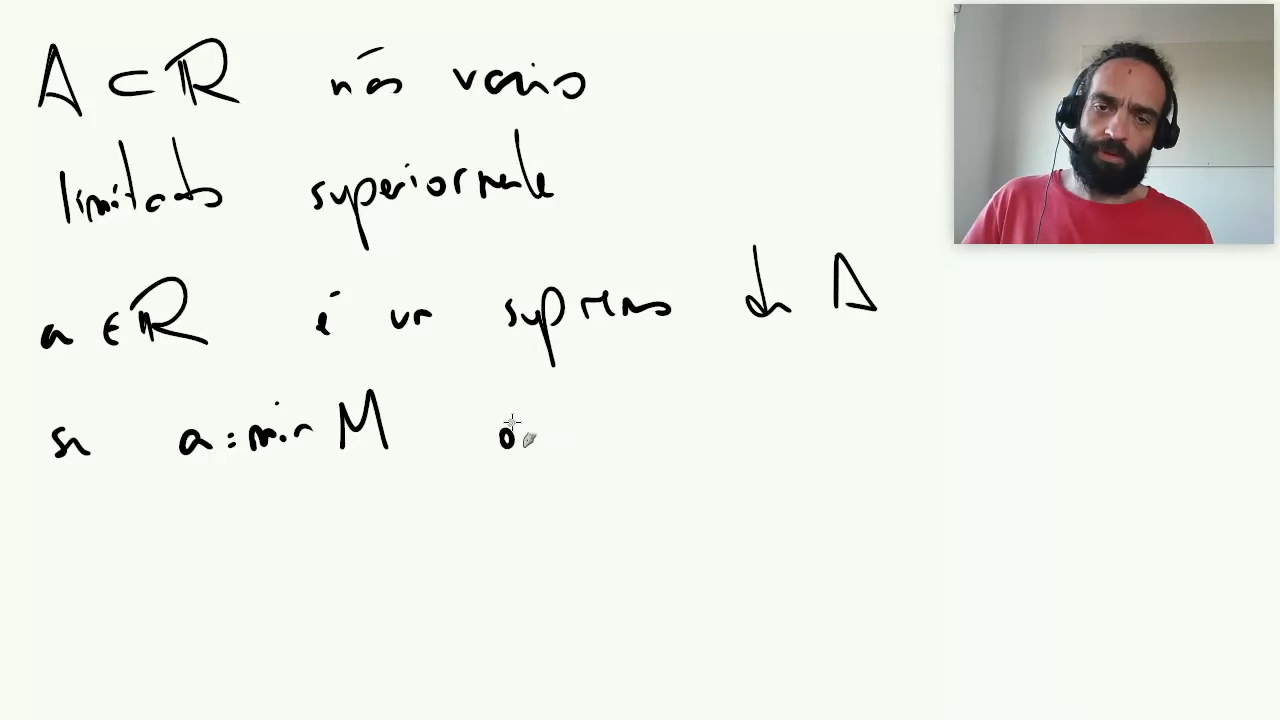 A ⊂ ℝ não vazio
limitado superiormente
a ∈ ℝ é um supremo de A
se a = min M o